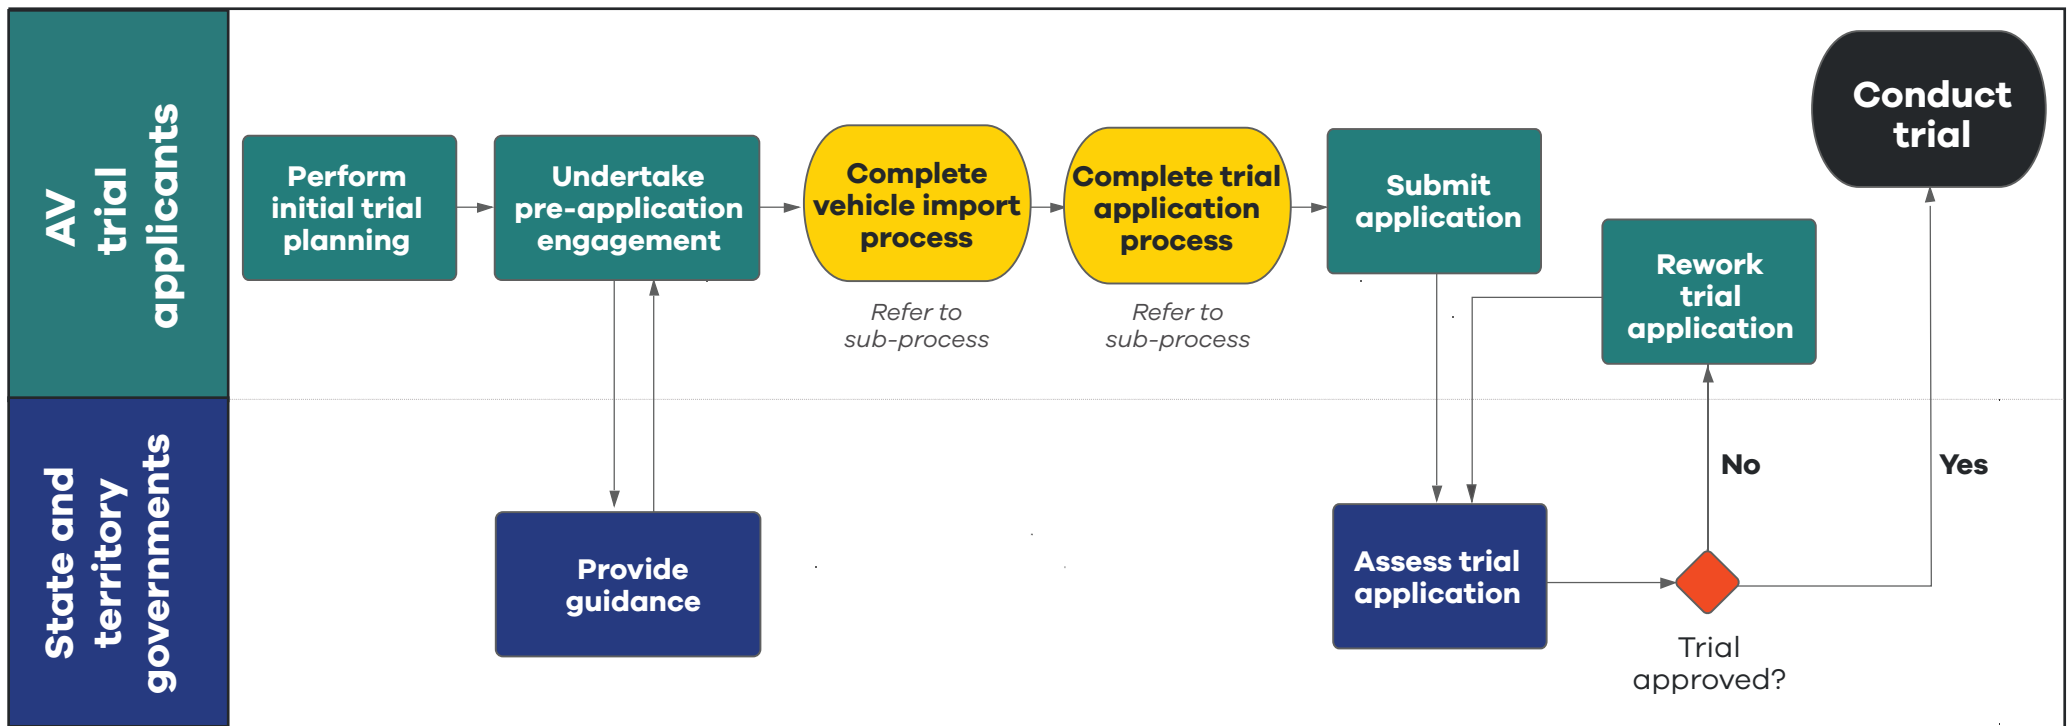 AV
trial
applicants
Perform
initial trial
planning
Undertake
pre-application
engagement
Complete
vehicle import
process
Refer to
sub-process
Complete trial
application
process
Refer to
sub-process
Submit
application
Rework
trial
application
Conduct
trial
State and
territory
governments
Provide
guidance
Assess trial
application
Trial
approved?
No
Yes